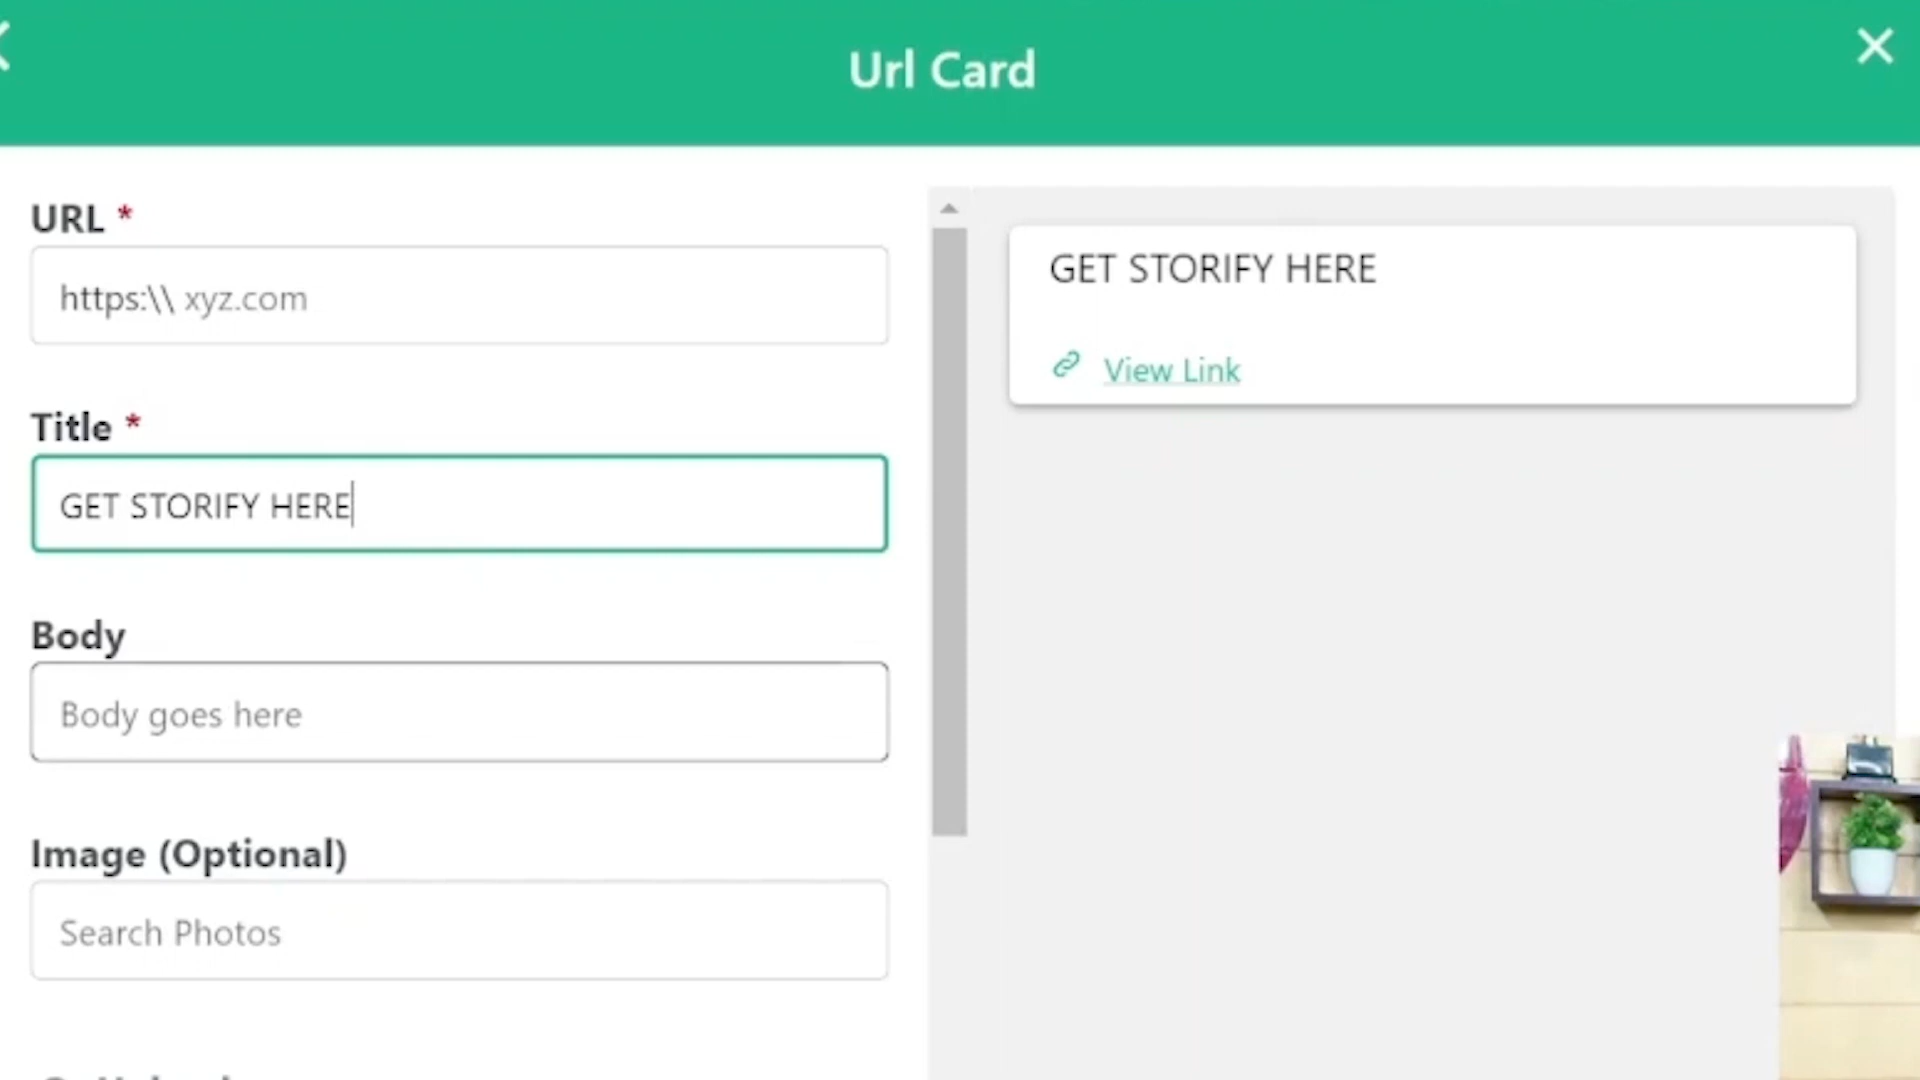 Url Card
URL *
https:\\ xyz.com
Title *
GET STORIFY HERE
Body
Body goes here
Image (Optional)
Search Photos
GET STORIFY HERE
View Link